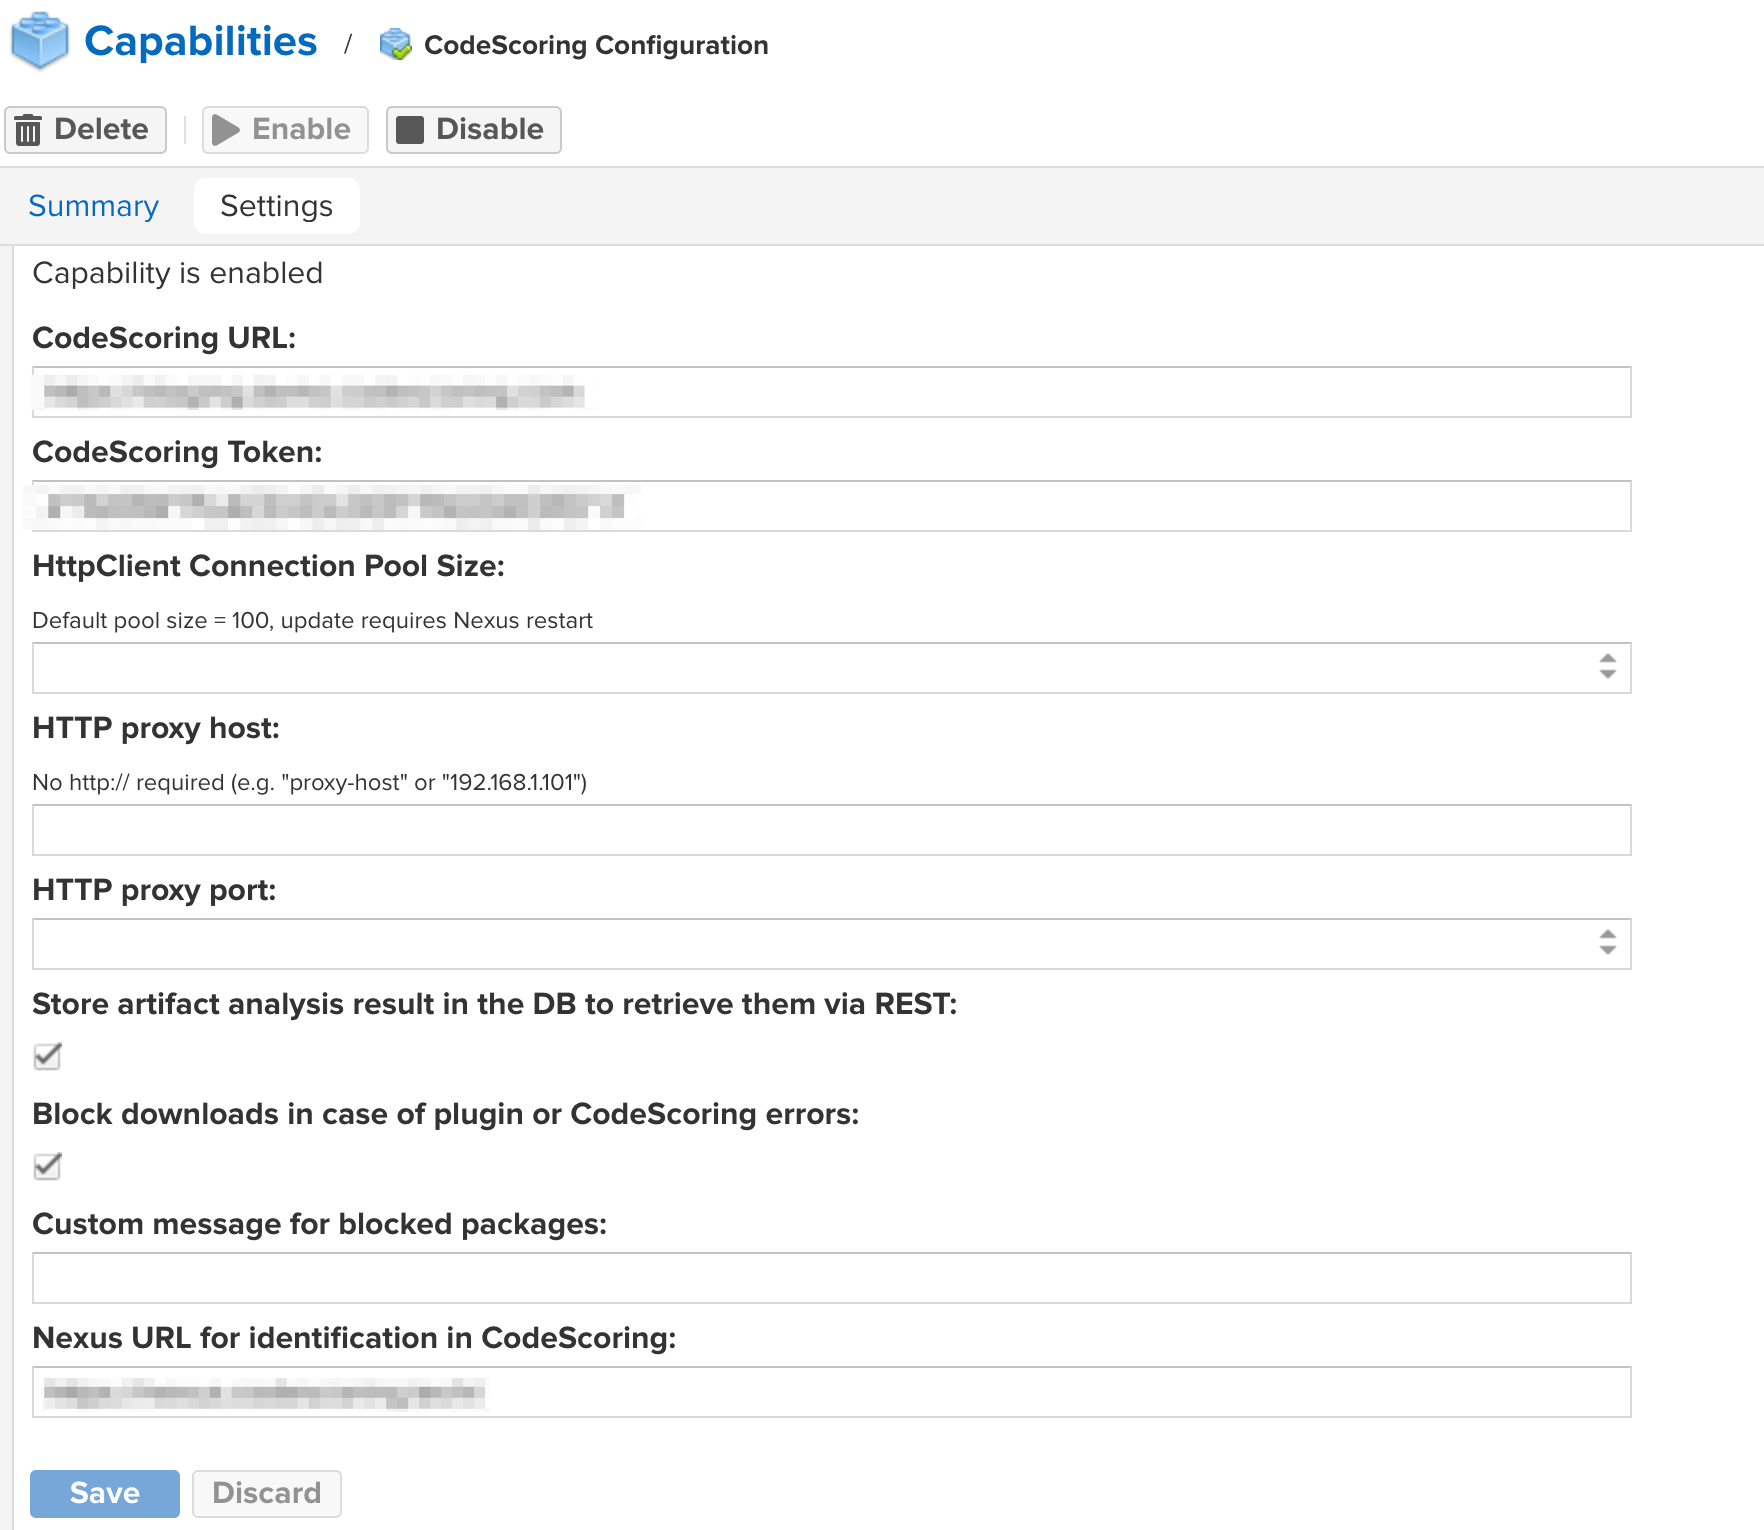 Capabilities / CodeScoring Configuration
Delete Enable Disable
Summary Settings
Capability is enabled
CodeScoring URL:
CodeScoring Token:
HttpClient Connection Pool Size:
Default pool size = 100, update requires Nexus restart
HTTP proxy host:
No http:// required (e.g. "proxy-host" or "192.168.1.101")
HTTP proxy port:
Store artifact analysis result in the DB to retrieve them via REST:
Block downloads in case of plugin or CodeScoring errors:
Custom message for blocked packages:
Nexus URL for identification in CodeScoring:
Save Discard